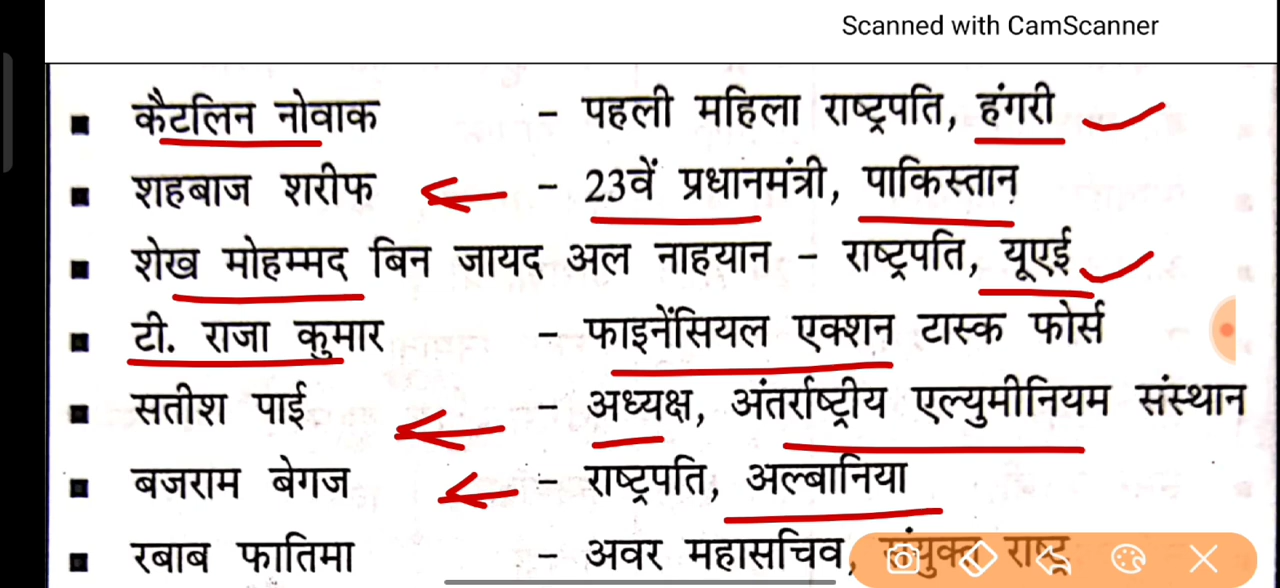 Scanned with CamScanner
▪ कैटलिन नोवाक – पहली महिला राष्ट्रपति, हंगरी
▪ शहबाज शरीफ – 23वें प्रधानमंत्री, पाकिस्तान
▪ शेख मोहम्मद बिन जायद अल नाहयान – राष्ट्रपति, यूएई
▪ टी. राजा कुमार – फाइनेंसियल एक्शन टास्क फोर्स
▪ सतीश पाई – अध्यक्ष, अंतर्राष्ट्रीय एल्युमीनियम संस्थान
▪ बजराम बेगज – राष्ट्रपति, अल्बानिया
▪ रबाब फातिमा – अवर महासचिव, संयुक्त राष्ट्र